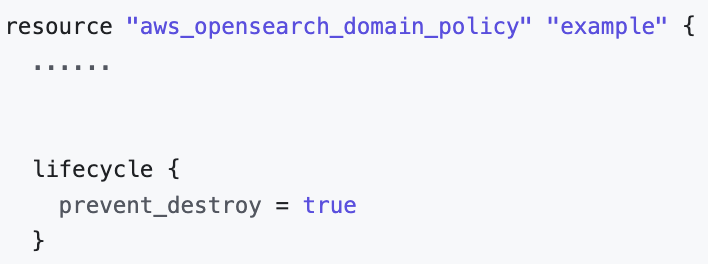 resource "aws_opensearch_domain_policy" "example" {
  ......
  lifecycle {
    prevent_destroy = true
  }